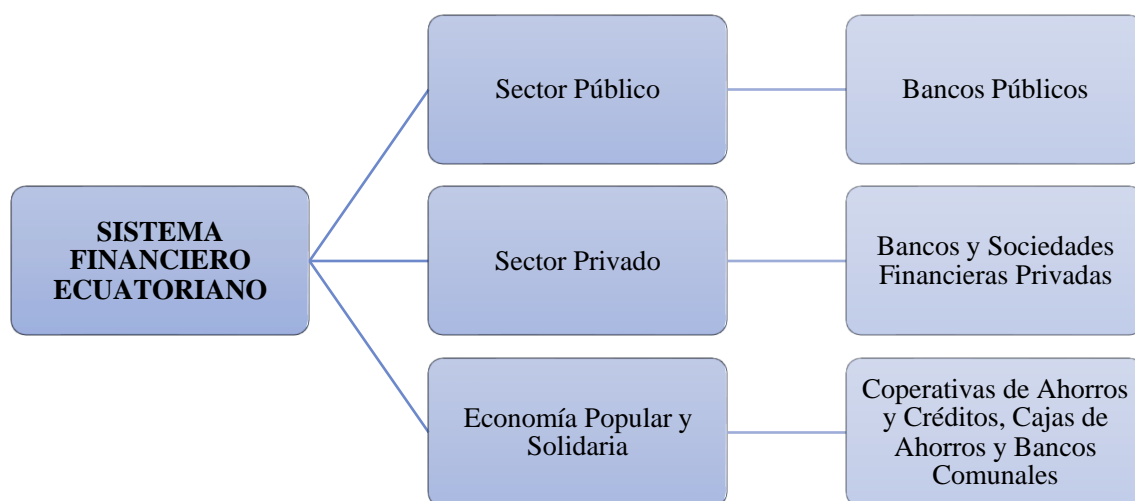 SISTEMA
FINANCIERO
ECUATORIANO
Sector Público
Bancos Públicos
Sector Privado
Bancos y Sociedades
Financieras Privadas
Economía Popular y
Solidaria
Coperativas de Ahorros
y Créditos, Cajas de
Ahorros y Bancos
Comunales